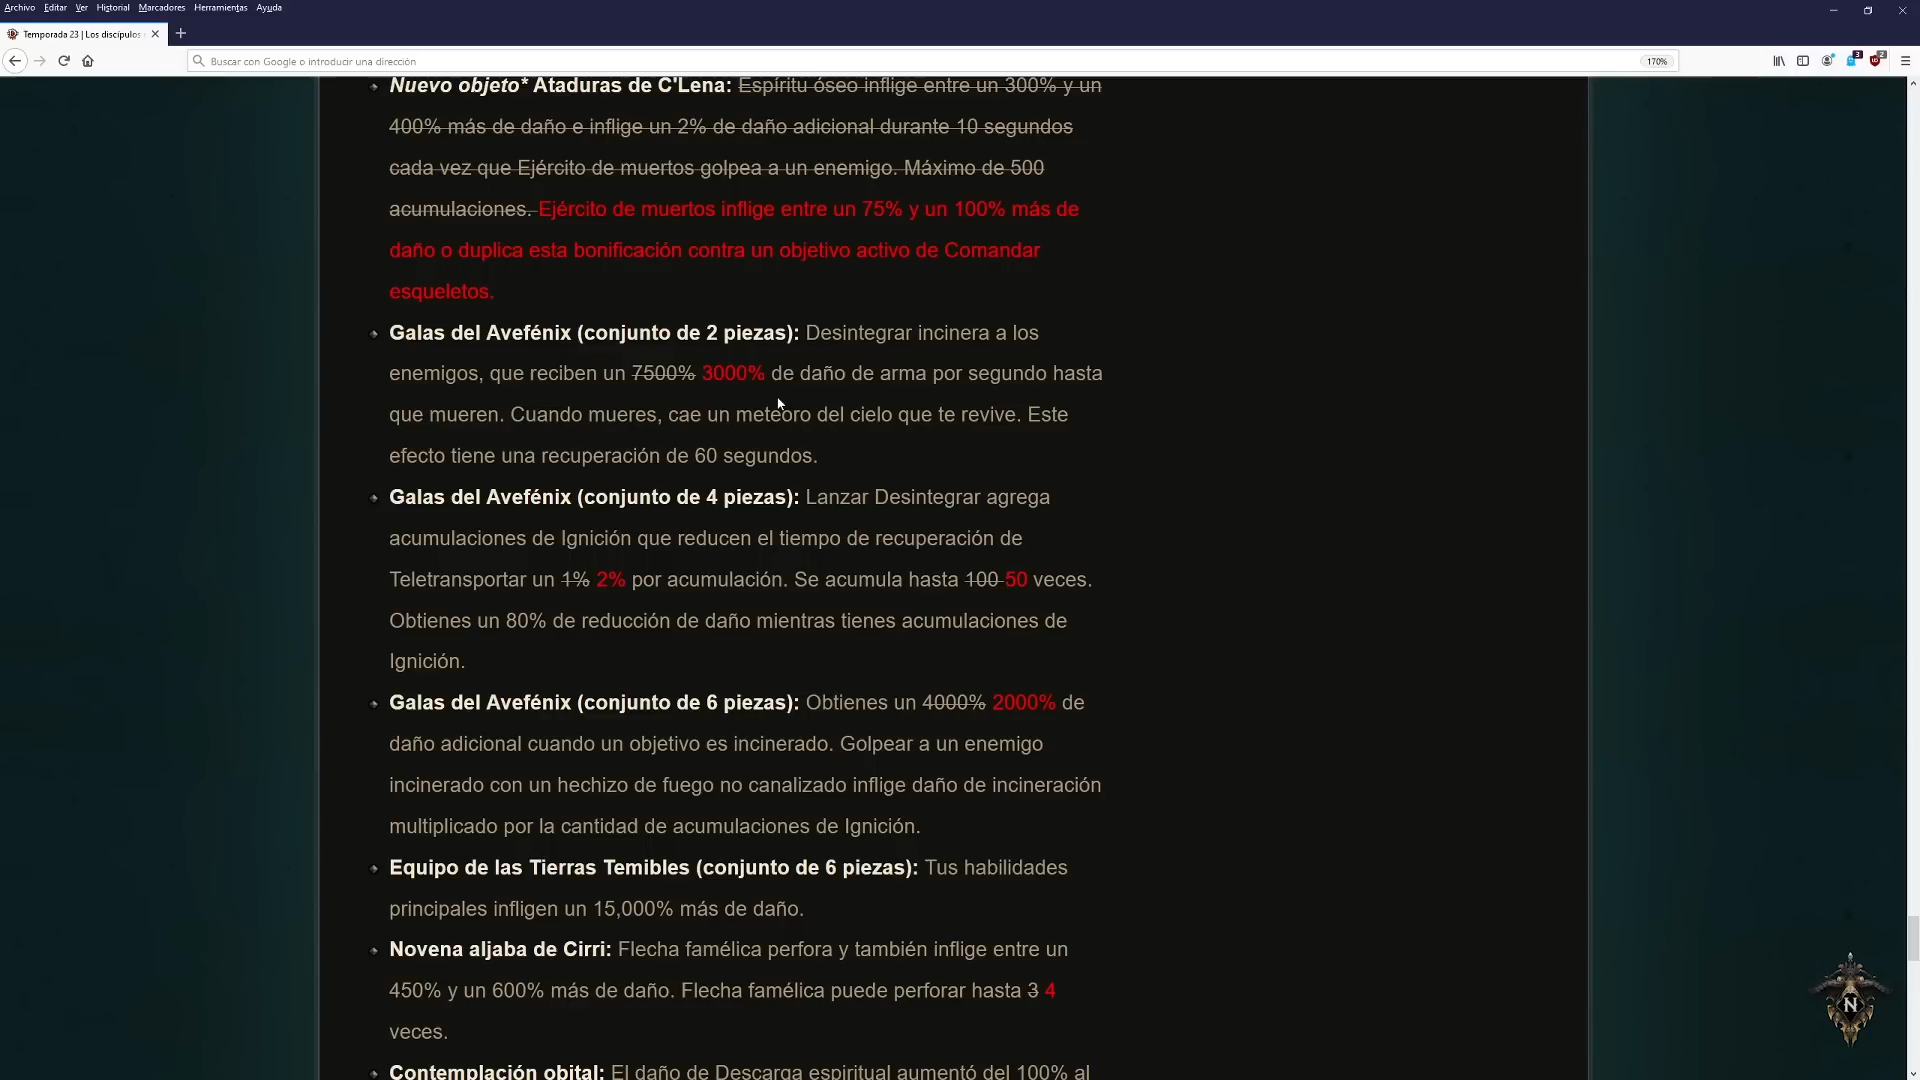 Archivo Editar Ver Historial Marcadores Herramientas Ayuda
Temporada 23 | Los discípulos
Buscar con Google o introducir una dirección 170% 3 2
Nuevo objeto* Ataduras de C'Lena: Espíritu óseo inflige entre un 300% y un
400% más de daño e inflige un 2% de daño adicional durante 10 segundos
cada vez que Ejército de muertos golpea a un enemigo. Máximo de 500
acumulaciones. Ejército de muertos inflige entre un 75% y un 100% más de
daño o duplica esta bonificación contra un objetivo activo de Comandar
esqueletos.
Galas del Avefénix (conjunto de 2 piezas): Desintegrar incinera a los
enemigos, que reciben un 7500% 3000% de daño de arma por segundo hasta
que mueren. Cuando mueres, cae un meteoro del cielo que te revive. Este
efecto tiene una recuperación de 60 segundos.
Galas del Avefénix (conjunto de 4 piezas): Lanzar Desintegrar agrega
acumulaciones de Ignición que reducen el tiempo de recuperación de
Teletransportar un 1% 2% por acumulación. Se acumula hasta 100 50 veces.
Obtienes un 80% de reducción de daño mientras tienes acumulaciones de
Ignición.
Galas del Avefénix (conjunto de 6 piezas): Obtienes un 4000% 2000% de
daño adicional cuando un objetivo es incinerado. Golpear a un enemigo
incinerado con un hechizo de fuego no canalizado inflige daño de incineración
multiplicado por la cantidad de acumulaciones de Ignición.
Equipo de las Tierras Temibles (conjunto de 6 piezas): Tus habilidades
principales infligen un 15,000% más de daño.
Novena aljaba de Cirri: Flecha famélica perfora y también inflige entre un
450% y un 600% más de daño. Flecha famélica puede perforar hasta 3 4
veces.
Contemplación obital: El daño de Descarga espiritual aumentó del 100% al
N